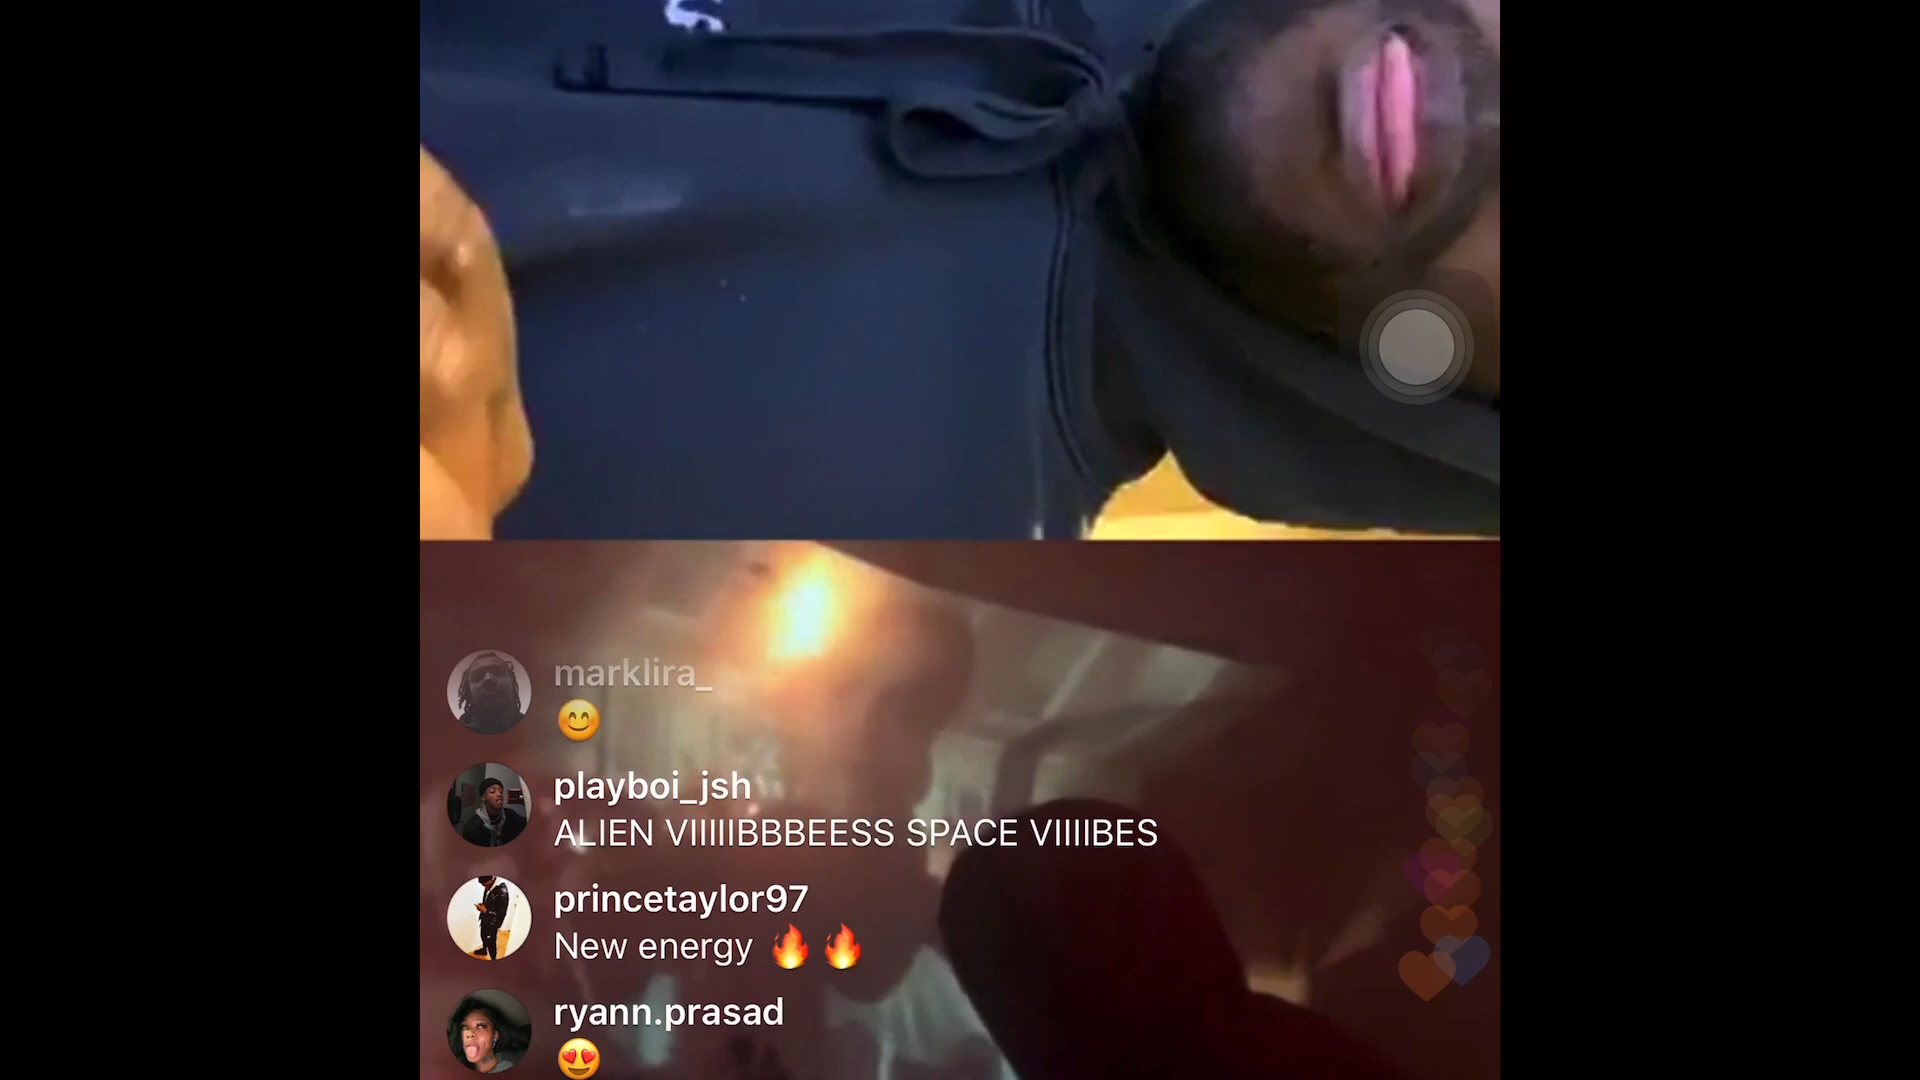 marklira_
😊
playboi_jsh
ALIEN VIIIIIBBBEESS SPACE VIIIIBES
princetaylor97
New energy 🔥 🔥
ryann.prasad
😍